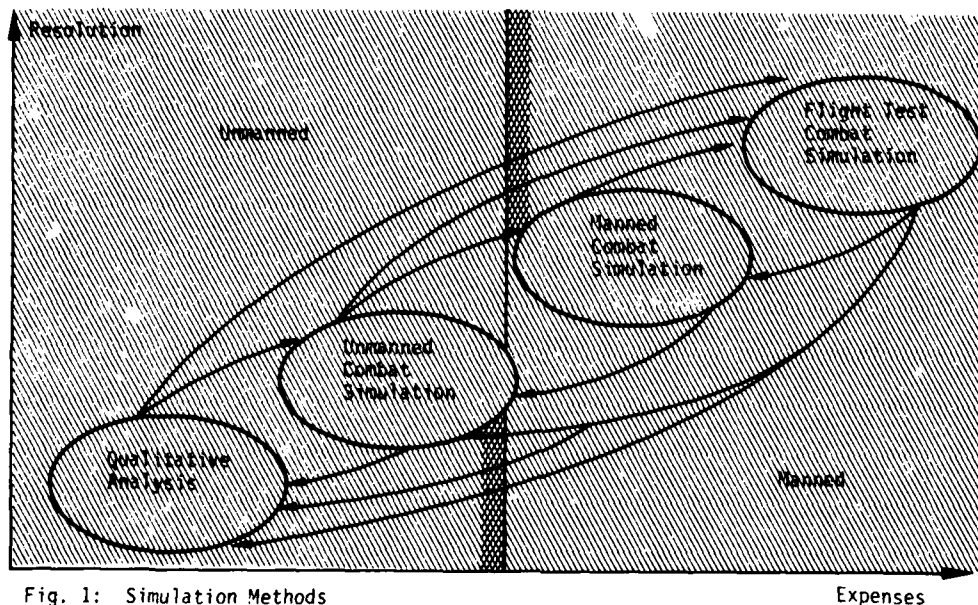 Resolution
Unmanned
Flight Test
Combat
Simulation
Manned
Combat
Simulation
Unmanned
Combat
Simulation
Qualitative
Analysis
Manned
Fig. 1: Simulation Methods
Expenses